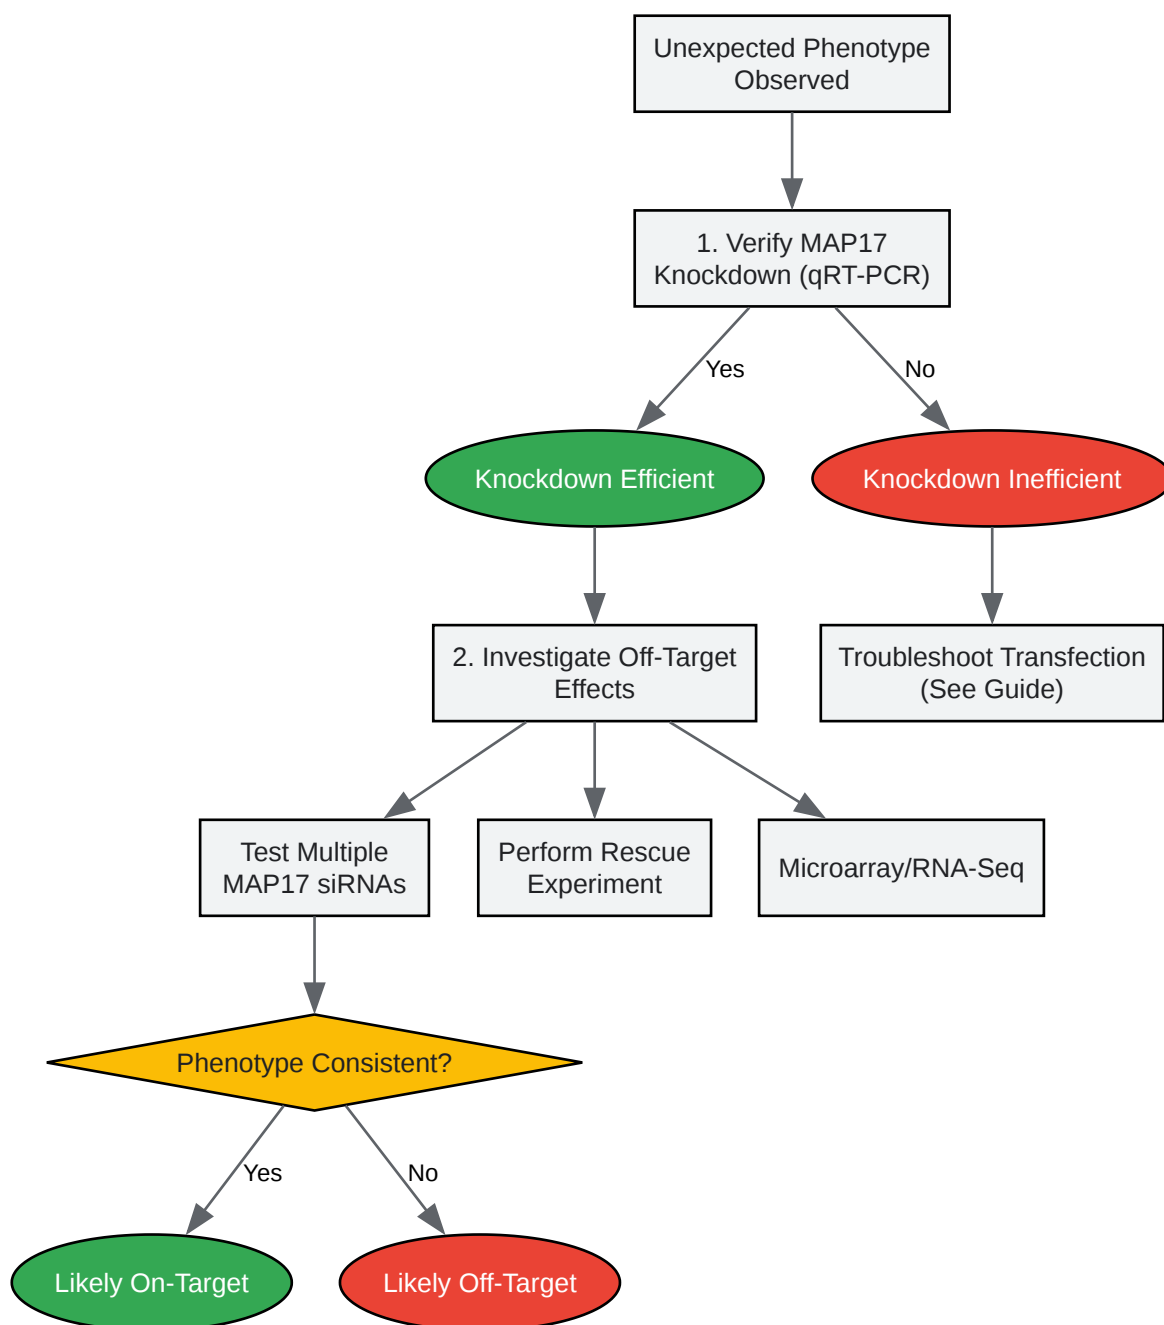 Unexpected Phenotype
Observed
1. Verify MAP17
Knockdown (qRT-PCR)
Yes
No
Knockdown Efficient
Knockdown Inefficient
2. Investigate Off-Target
Effects
Troubleshoot Transfection
(See Guide)
Test Multiple
MAP17 siRNAs
Perform Rescue
Experiment
Microarray/RNA-Seq
Phenotype Consistent?
Yes
No
Likely On-Target
Likely Off-Target